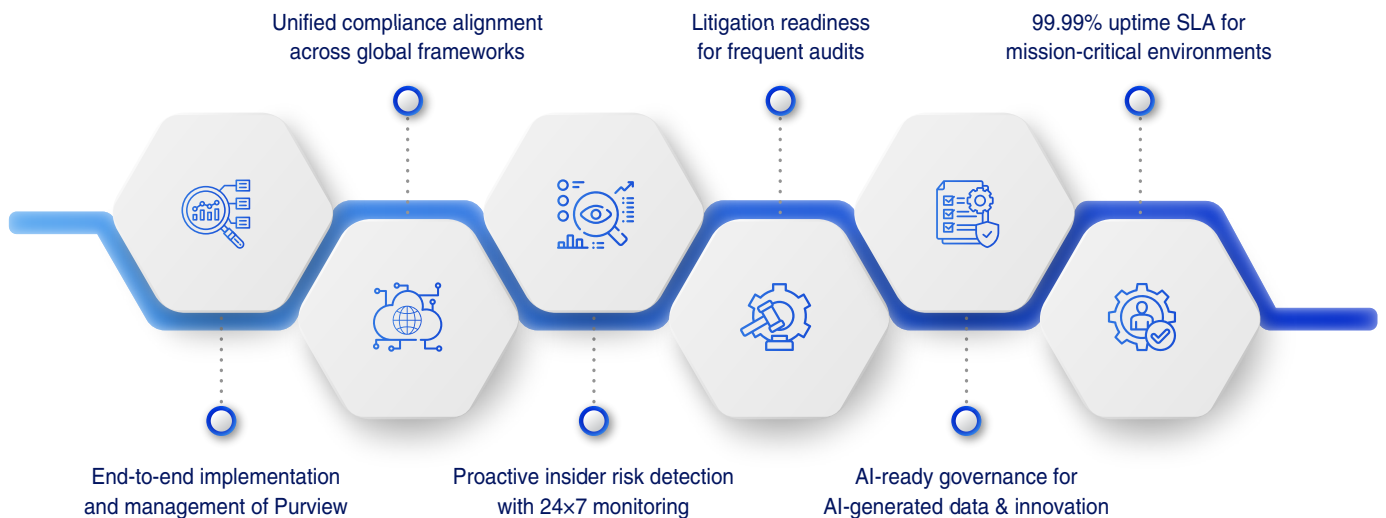 Unified compliance alignment
across global frameworks
Litigation readiness
for frequent audits
99.99% uptime SLA for
mission-critical environments
End-to-end implementation
and management of Purview
Proactive insider risk detection
with 24×7 monitoring
AI-ready governance for
AI-generated data & innovation